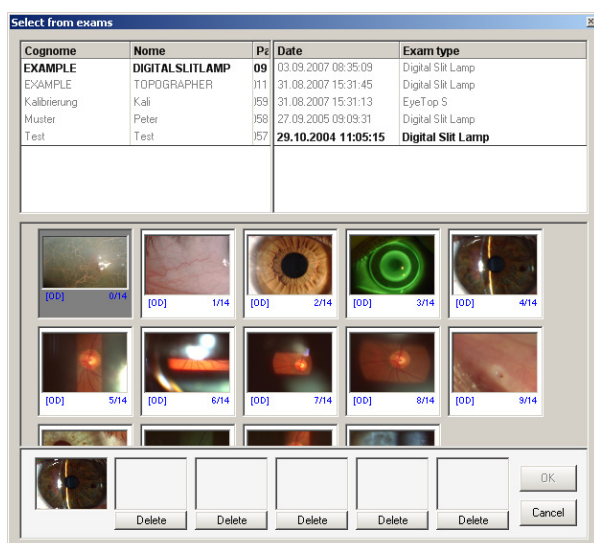 Select from exams
Cognome Nome Pa Date Exam type
EXAMPLE DIGITALSLITLAMP 09 03.09.2007 08:35:09 Digital Slit Lamp
EXAMPLE TOPOGRAPHER )11 31.08.2007 15:31:45 Digital Slit Lamp
Kalibrierung Kali )59 31.08.2007 15:31:13 EyeTop S
Muster Peter )58 27.09.2005 09:09:31 Digital Slit Lamp
Test Test )57 29.10.2004 11:05:15 Digital Slit Lamp
[OD] 0/14 [OD] 1/14 [OD] 2/14 [OD] 3/14 [OD] 4/14
[OD] 5/14 [OD] 6/14 [OD] 7/14 [OD] 8/14 [OD] 9/14
OK
Cancel
Delete Delete Delete Delete Delete